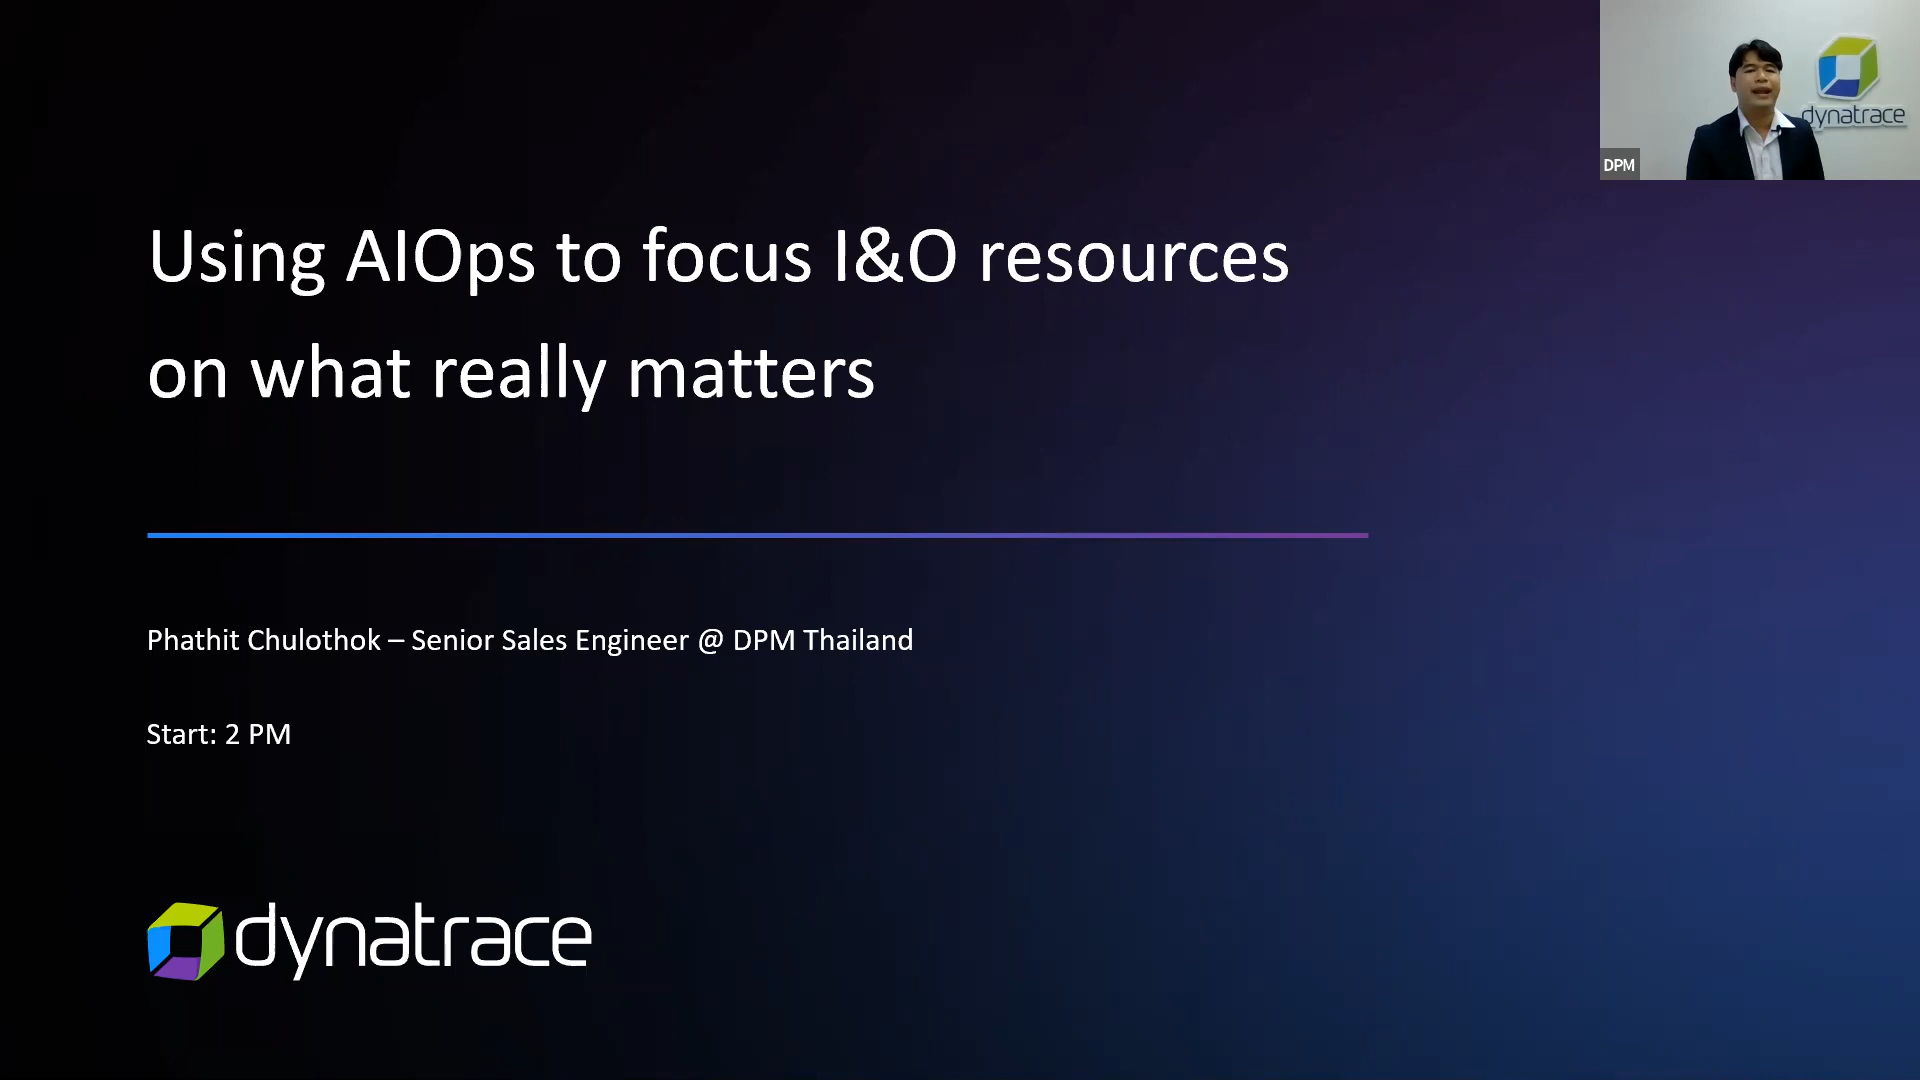 dynatrace
DPM
Using AIOps to focus I&O resources
on what really matters
Phathit Chulothok – Senior Sales Engineer @ DPM Thailand
Start: 2 PM
dynatrace